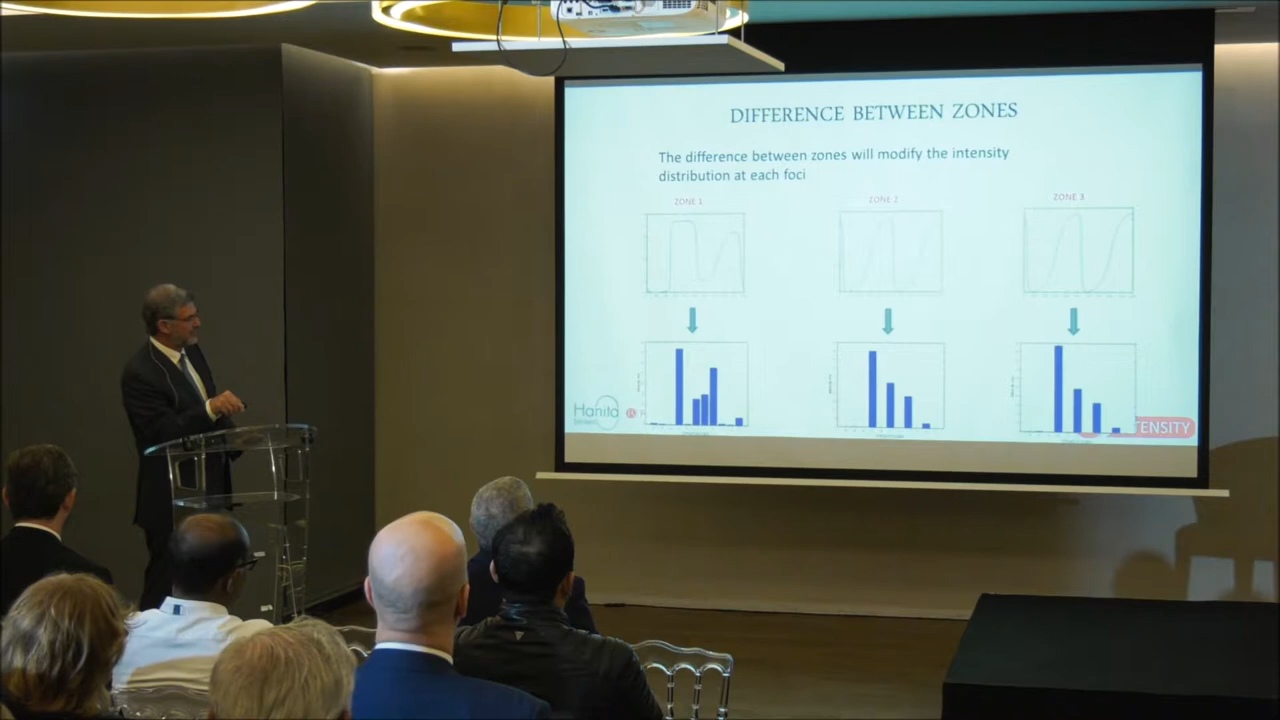 DIFFERENCE BETWEEN ZONES
The difference between zones will modify the intensity
distribution at each foci
ZONE 1
ZONE 2
ZONE 3
Hanita
TENSITY